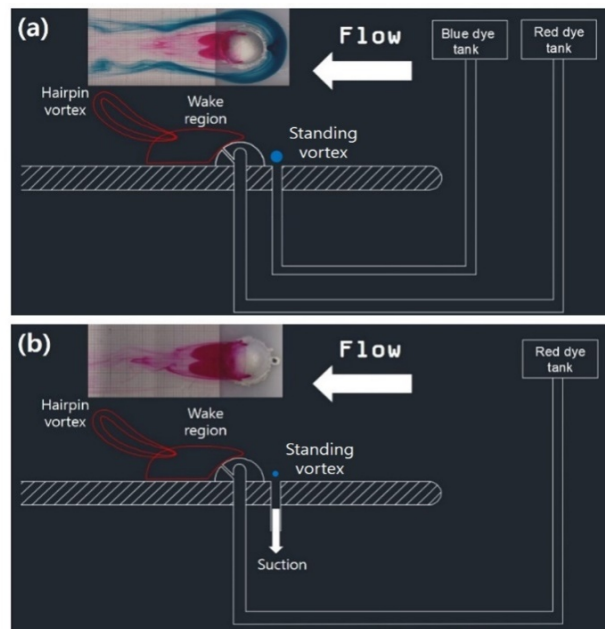 (a)
Flow
Blue dye
tank
Red dye
tank
Hairpin
vortex
Wake
region
Standing
vortex
(b)
Flow
Red dye
tank
Hairpin
vortex
Wake
region
Standing
vortex
Suction